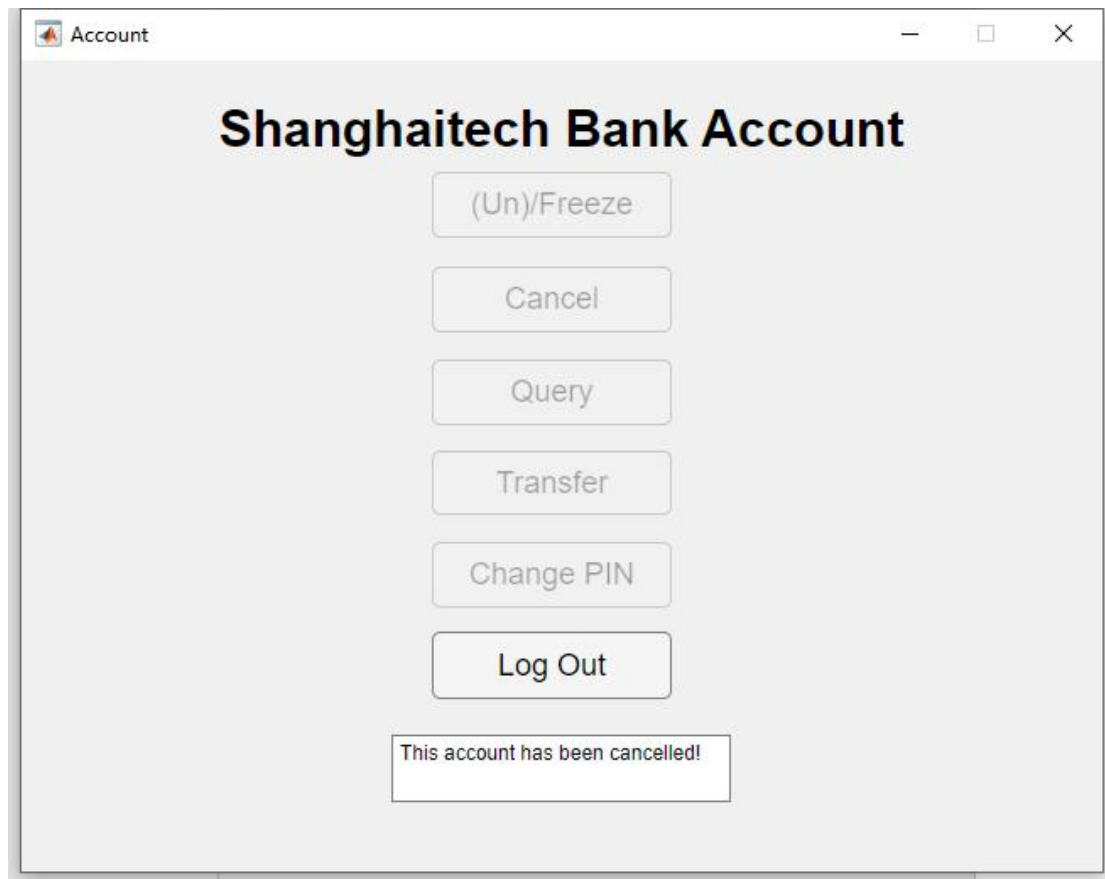 Account
Shanghaitech Bank Account
(Un)/Freeze
Cancel
Query
Transfer
Change PIN
Log Out
This account has been cancelled!